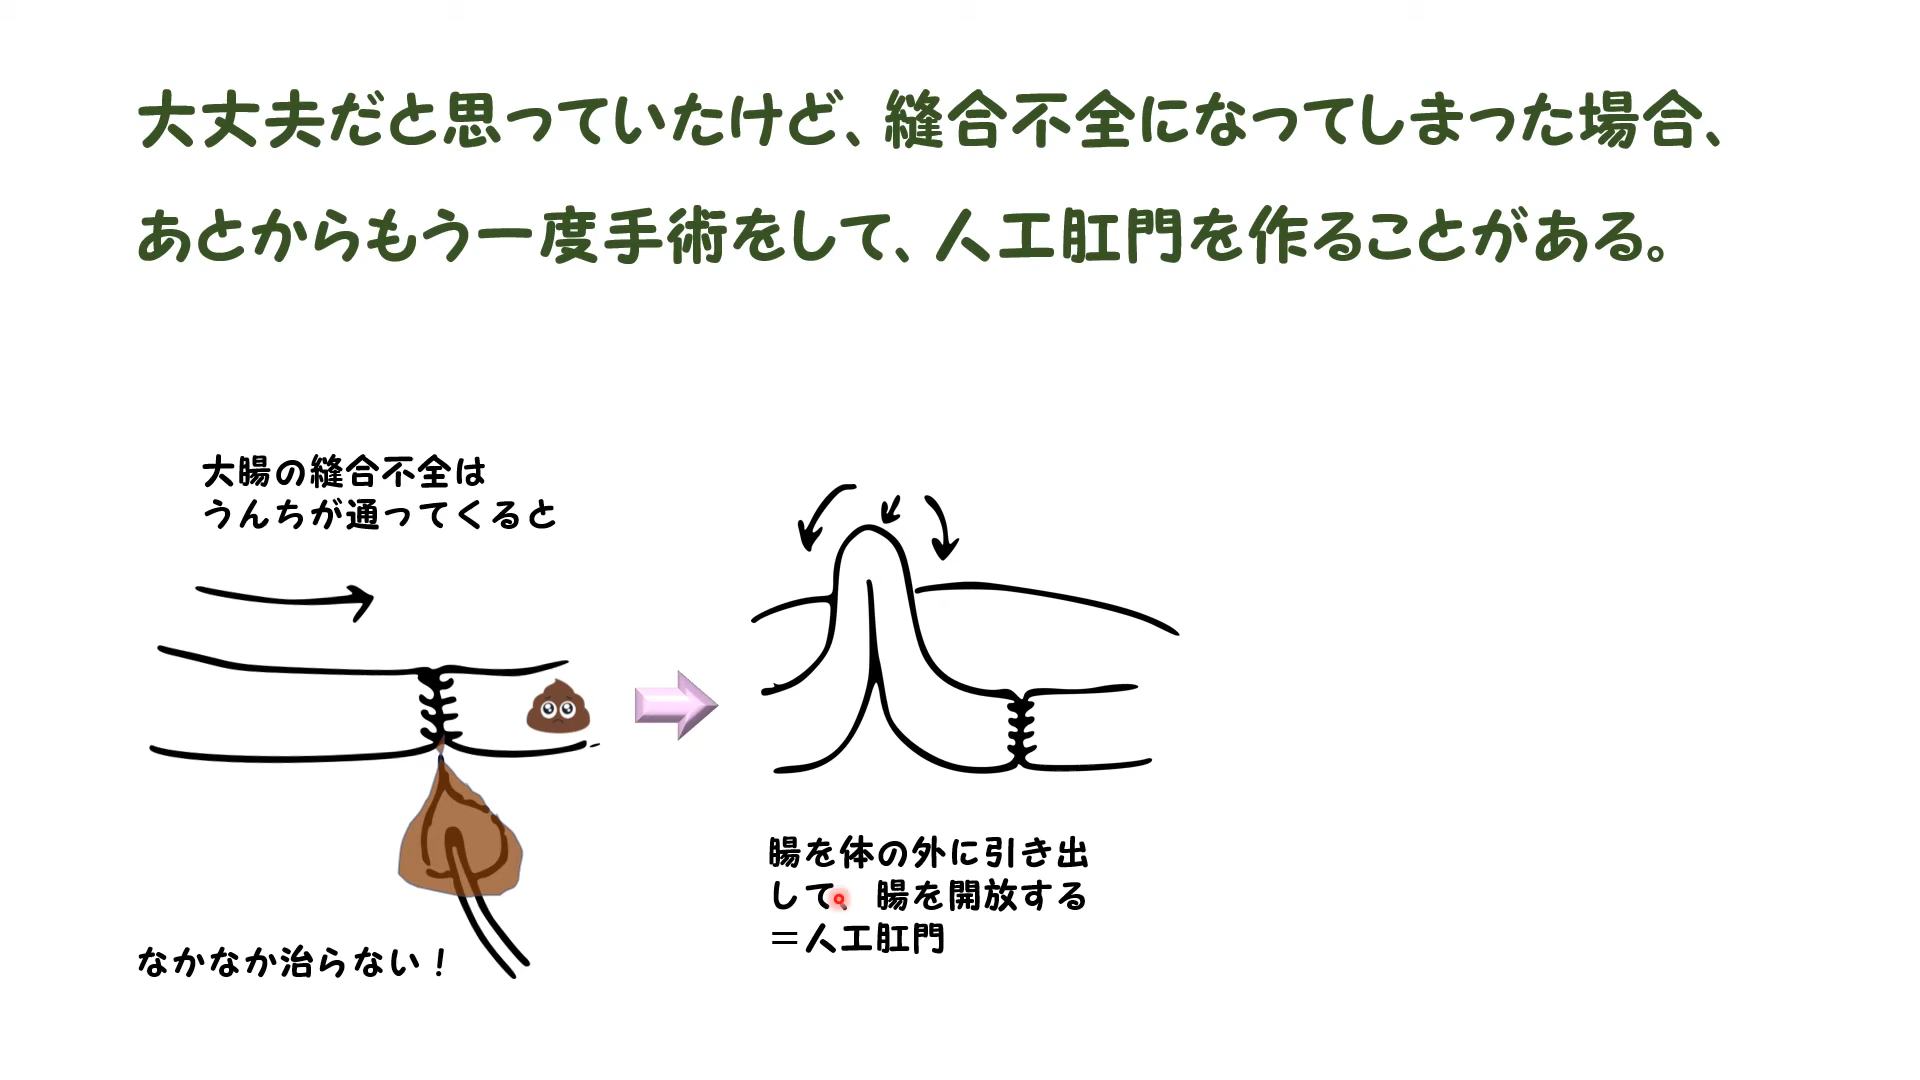 大丈夫だと思っていたけど、縫合不全になってしまった場合、
あとからもう一度手術をして、人工肛門を作ることがある。
大腸の縫合不全は
うんちが通ってくると
なかなか治らない！
腸を体の外に引き出
して、腸を開放する
＝人工肛門